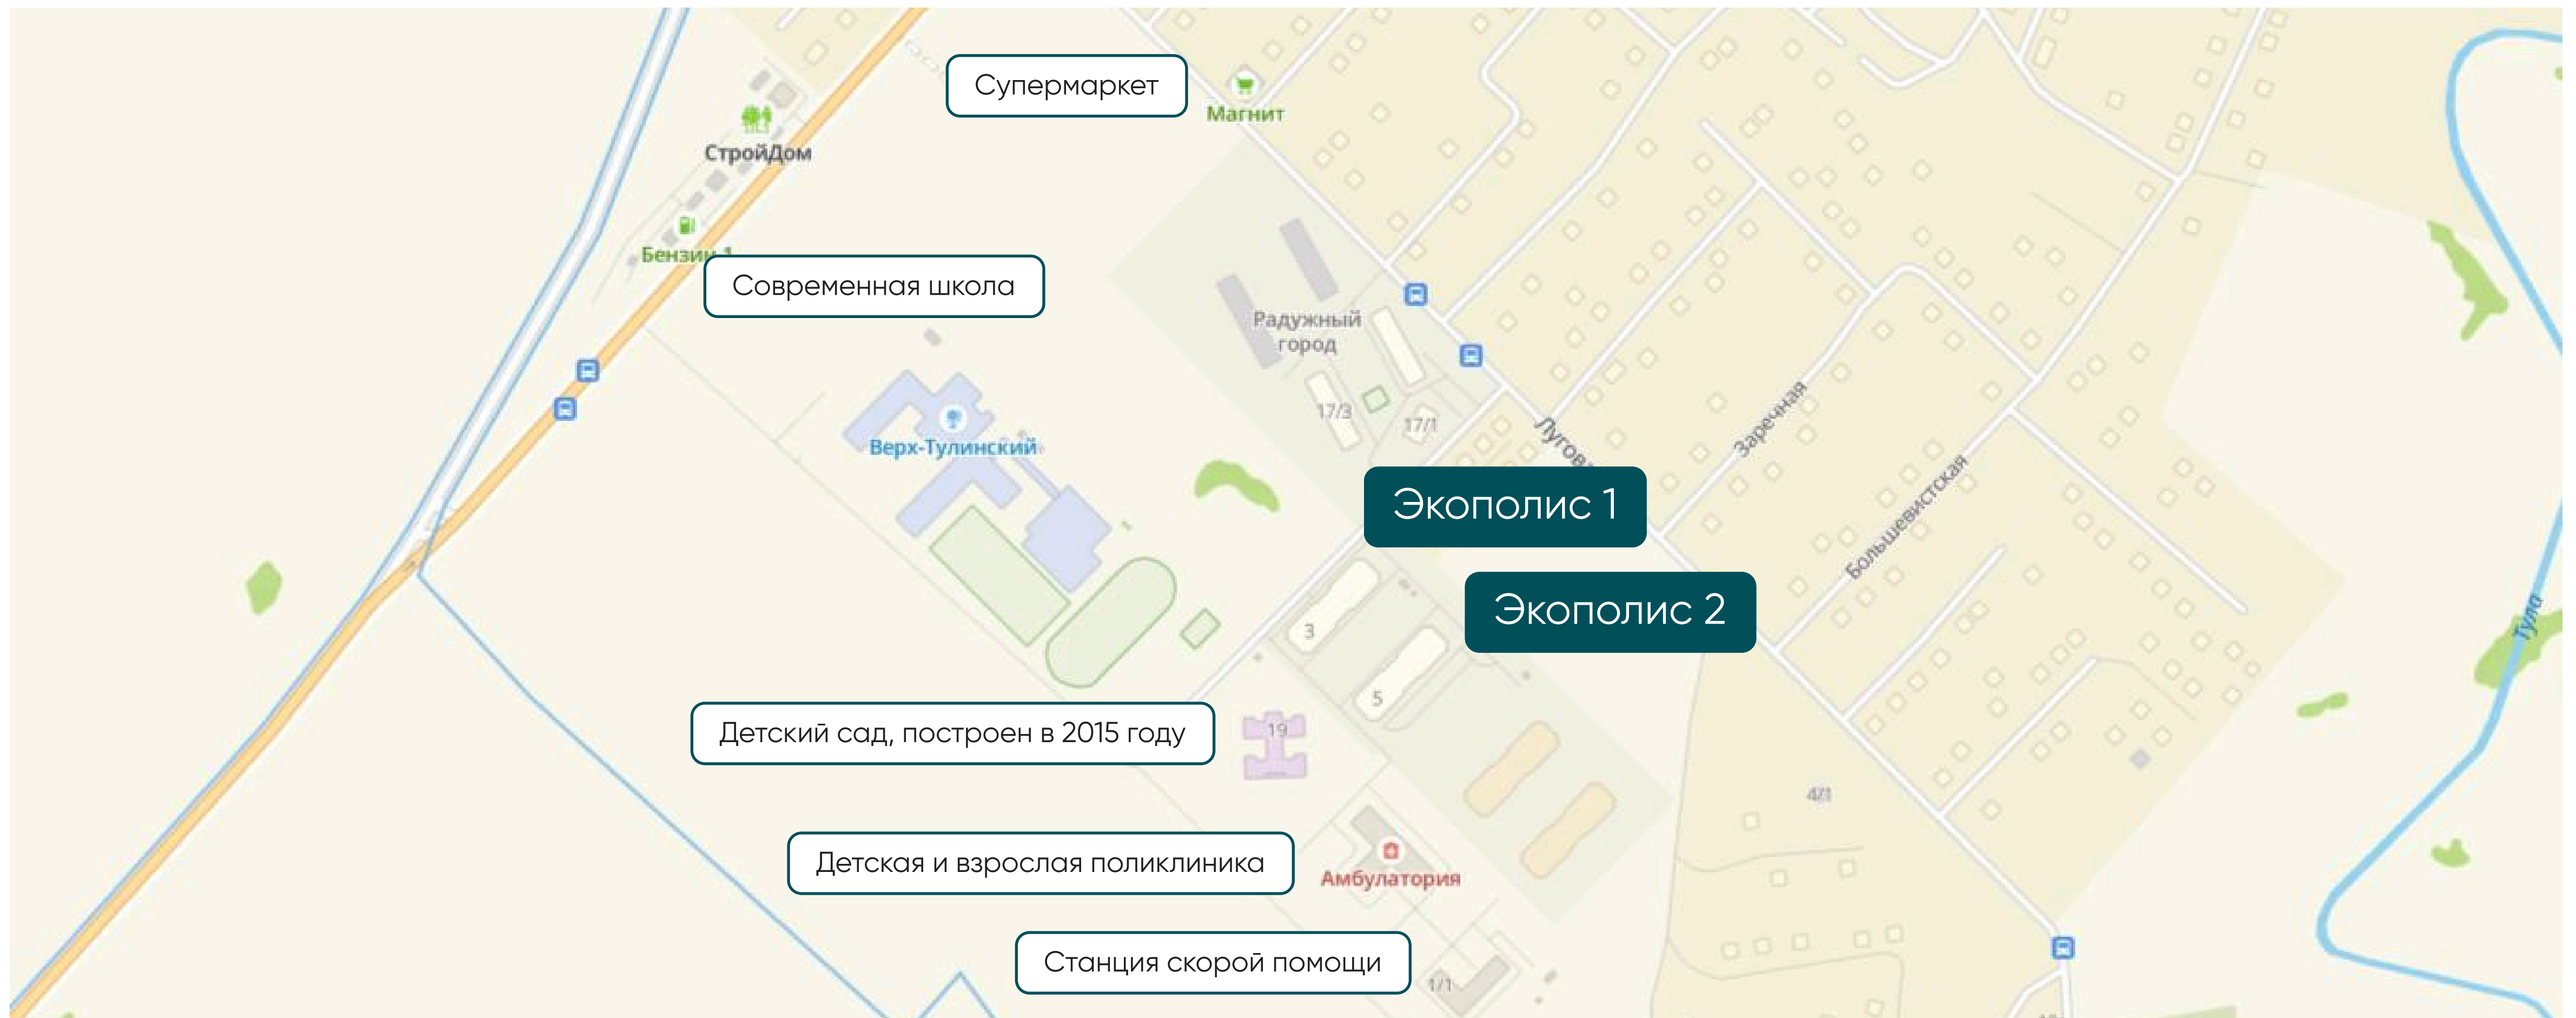 Супермаркет
Магнит
СтройДом
Бензин-1
Современная школа
Радужный
город
17/3
17/1
Верх-Тулинский
Заречная
Большевистская
Экополис 1
Экополис 2
Тула
3
5
19
Детский сад, построен в 2015 году
4/1
Детская и взрослая поликлиника
Амбулатория
Станция скорой помощи
1/1